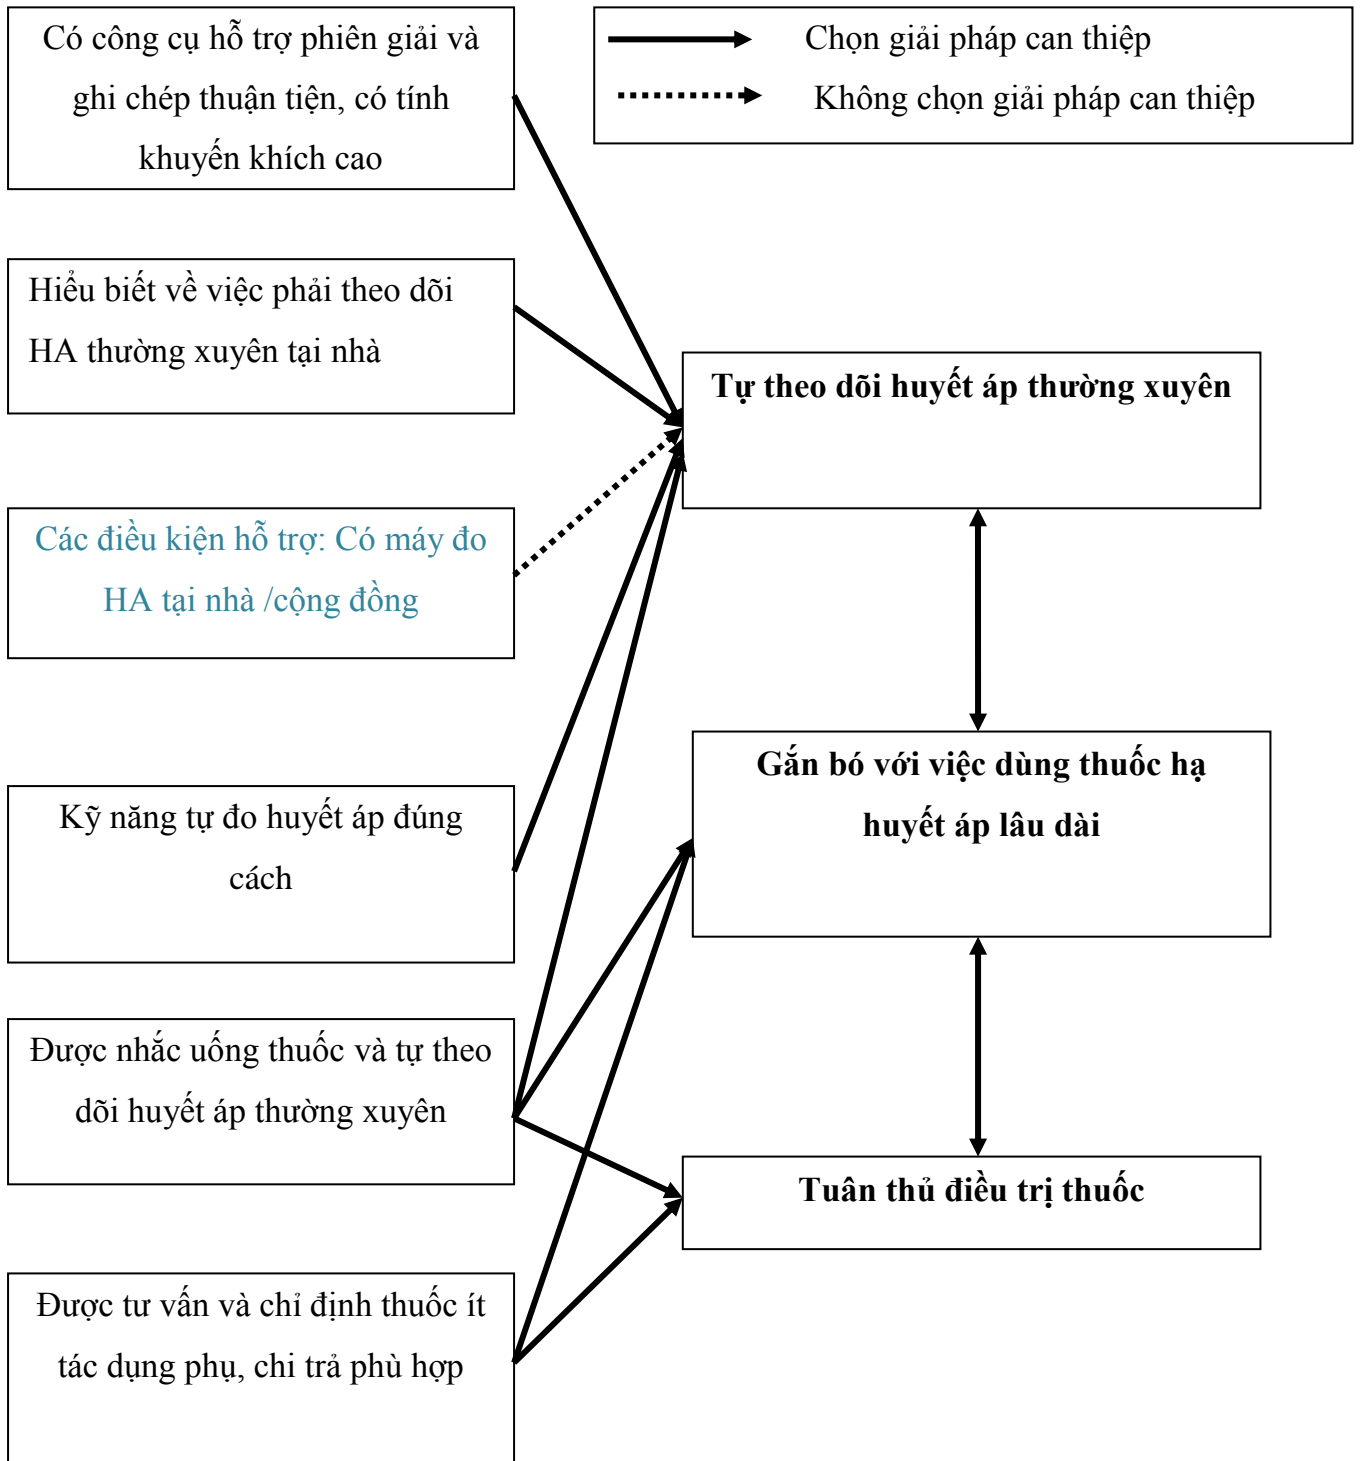 Có công cụ hỗ trợ phiên giải và
ghi chép thuận tiện, có tính
khuyến khích cao
Chọn giải pháp can thiệp
Không chọn giải pháp can thiệp
Hiểu biết về việc phải theo dõi
HA thường xuyên tại nhà
Tự theo dõi huyết áp thường xuyên
Các điều kiện hỗ trợ: Có máy đo
HA tại nhà /cộng đồng
Gắn bó với việc dùng thuốc hạ
huyết áp lâu dài
Kỹ năng tự đo huyết áp đúng
cách
Được nhắc uống thuốc và tự theo
dõi huyết áp thường xuyên
Tuân thủ điều trị thuốc
Được tư vấn và chỉ định thuốc ít
tác dụng phụ, chi trả phù hợp